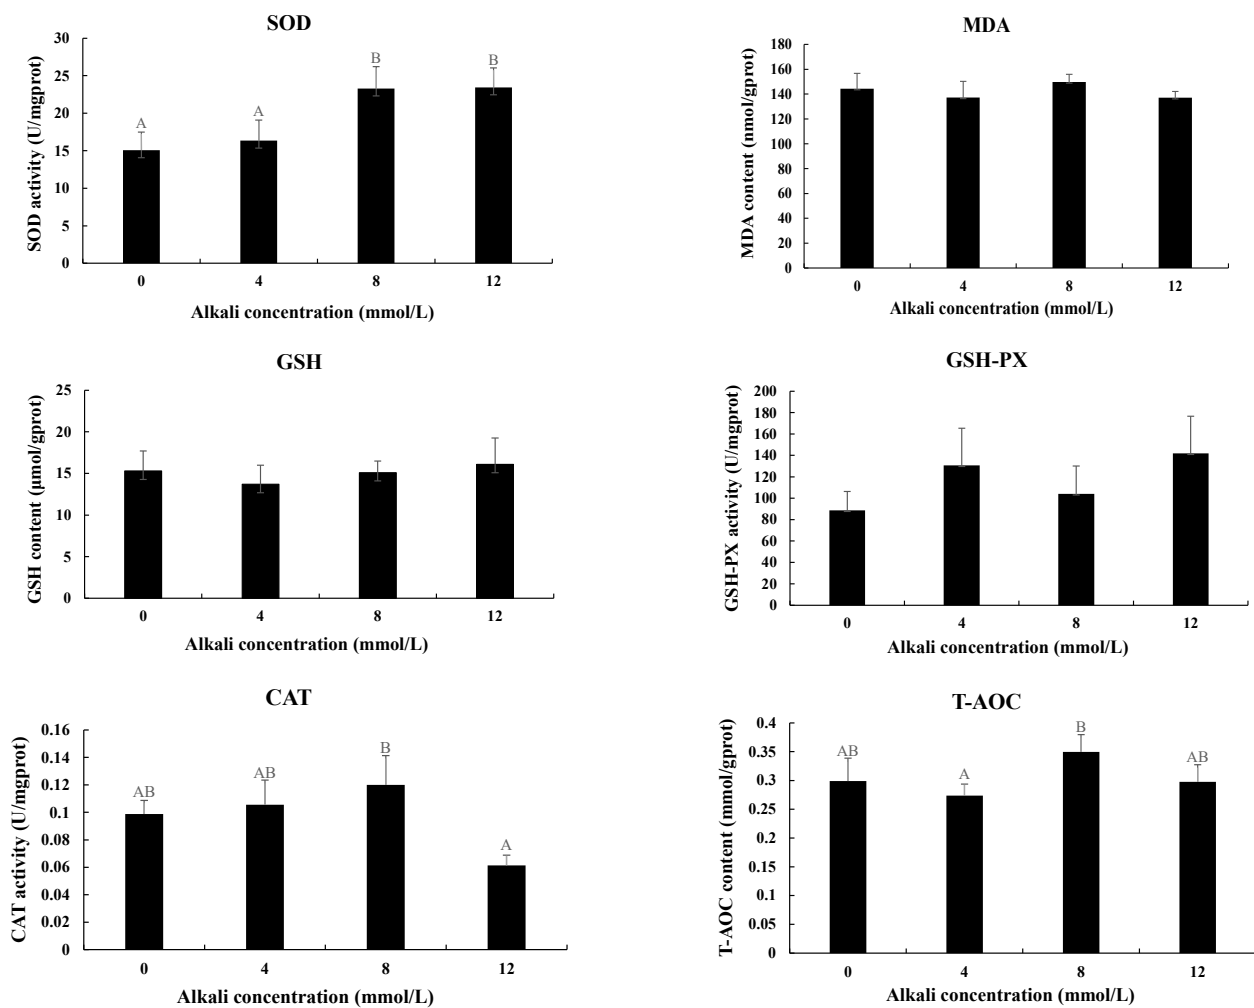 SOD
SOD activity (U/mgprot)
30
25
20
15
10
5
0
A
A
B
B
0 4 8 12
Alkali concentration (mmol/L)
MDA
MDA content (nmol/gprot)
180
160
140
120
100
80
60
40
20
0
0 4 8 12
Alkali concentration (mmol/L)
GSH
GSH content (μmol/gprot)
25
20
15
10
5
0
0 4 8 12
Alkali concentration (mmol/L)
GSH-PX
GSH-PX activity (U/mgprot)
200
180
160
140
120
100
80
60
40
20
0
0 4 8 12
Alkali concentration (mmol/L)
CAT
CAT activity (U/mgprot)
0.16
0.14
0.12
0.1
0.08
0.06
0.04
0.02
0
AB
AB
B
A
0 4 8 12
Alkali concentration (mmol/L)
T-AOC
T-AOC content (mmol/gprot)
0.4
0.35
0.3
0.25
0.2
0.15
0.1
0.05
0
AB
A
B
AB
0 4 8 12
Alkali concentration (mmol/L)